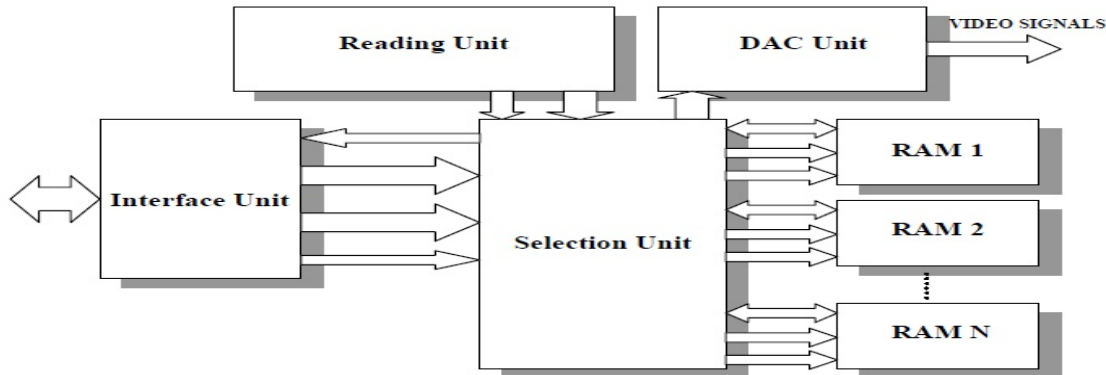 Reading Unit
DAC Unit
VIDEO SIGNALS
Interface Unit
Selection Unit
RAM 1
RAM 2
RAM N